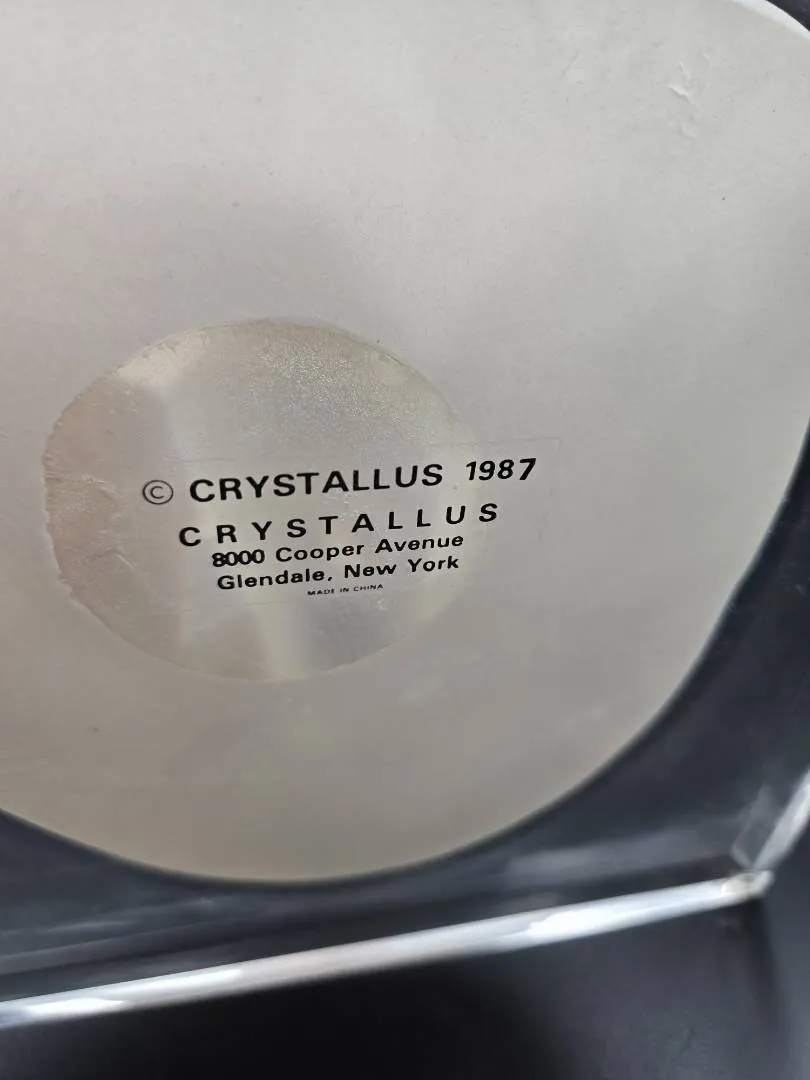 © CRYSTALLUS 1987
CRYSTALLUS
8000 Cooper Avenue
Glendale, New York
MADE IN CHINA